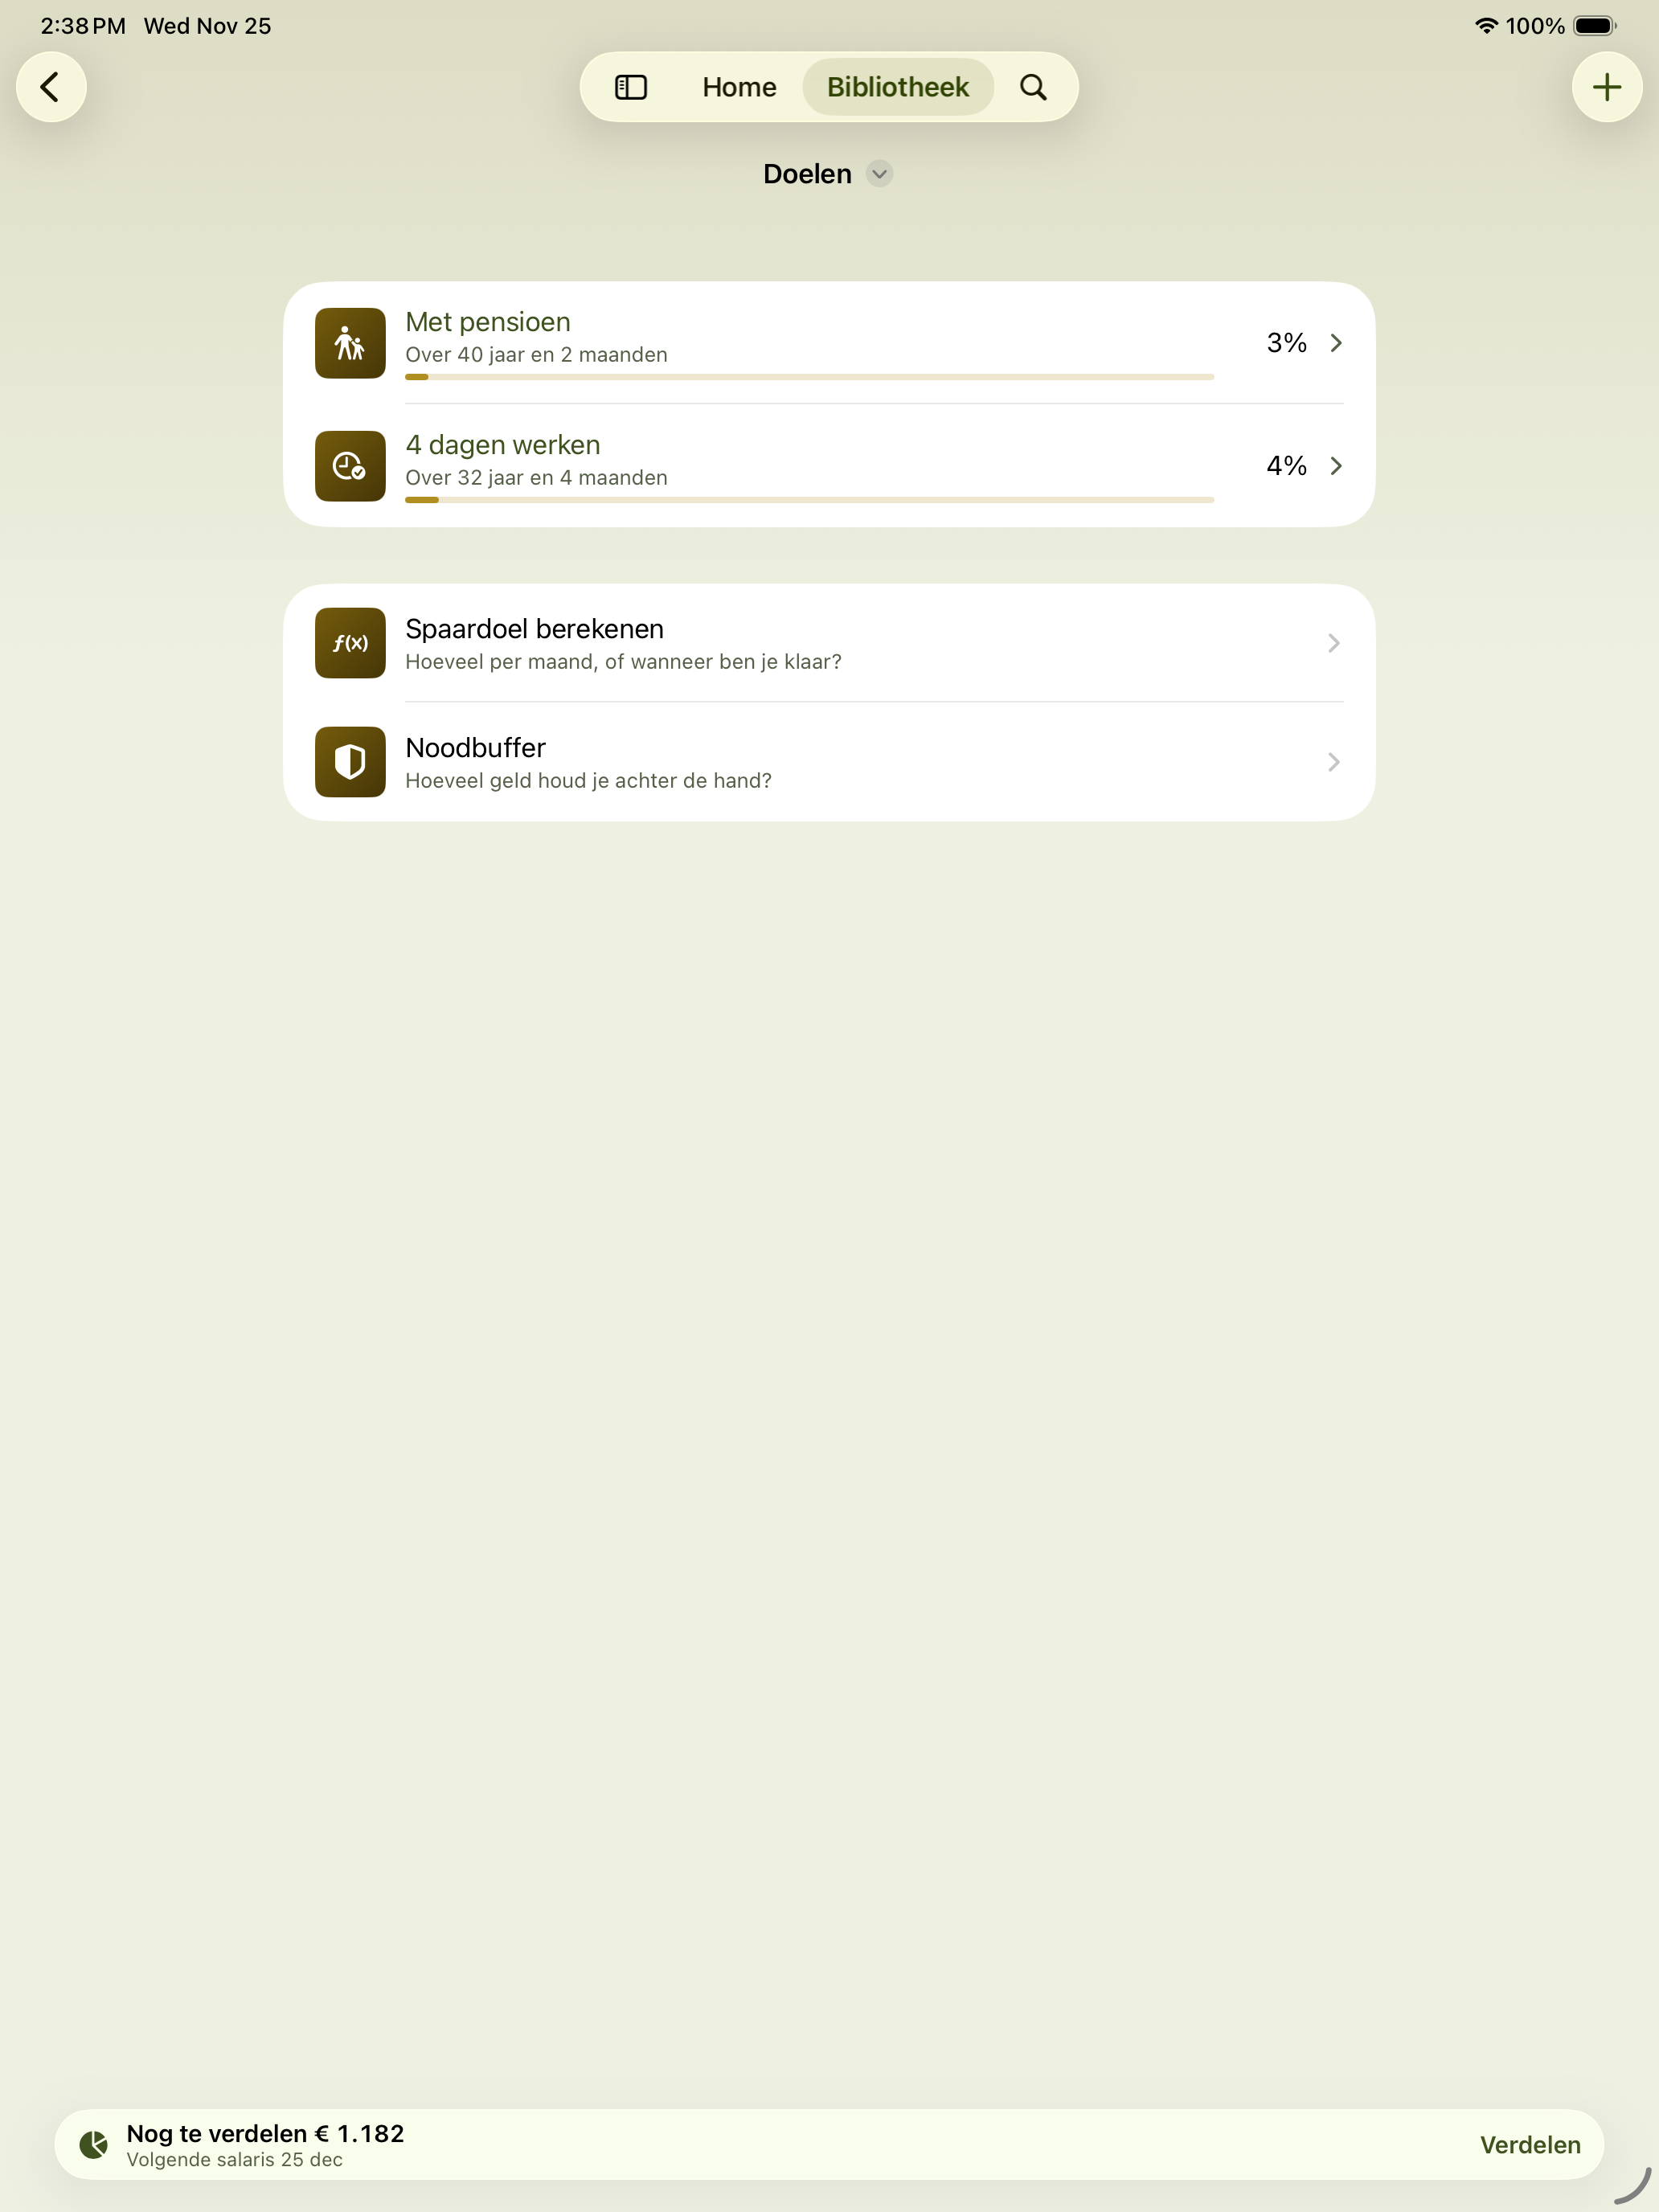 2:38 PM Wed Nov 25
100%
Home
Bibliotheek
Doelen
Met pensioen
Over 40 jaar en 2 maanden
3%
4 dagen werken
Over 32 jaar en 4 maanden
4%
f(x)
Spaardoel berekenen
Hoeveel per maand, of wanneer ben je klaar?
Noodbuffer
Hoeveel geld houd je achter de hand?
Nog te verdelen € 1.182
Volgende salaris 25 dec
Verdelen